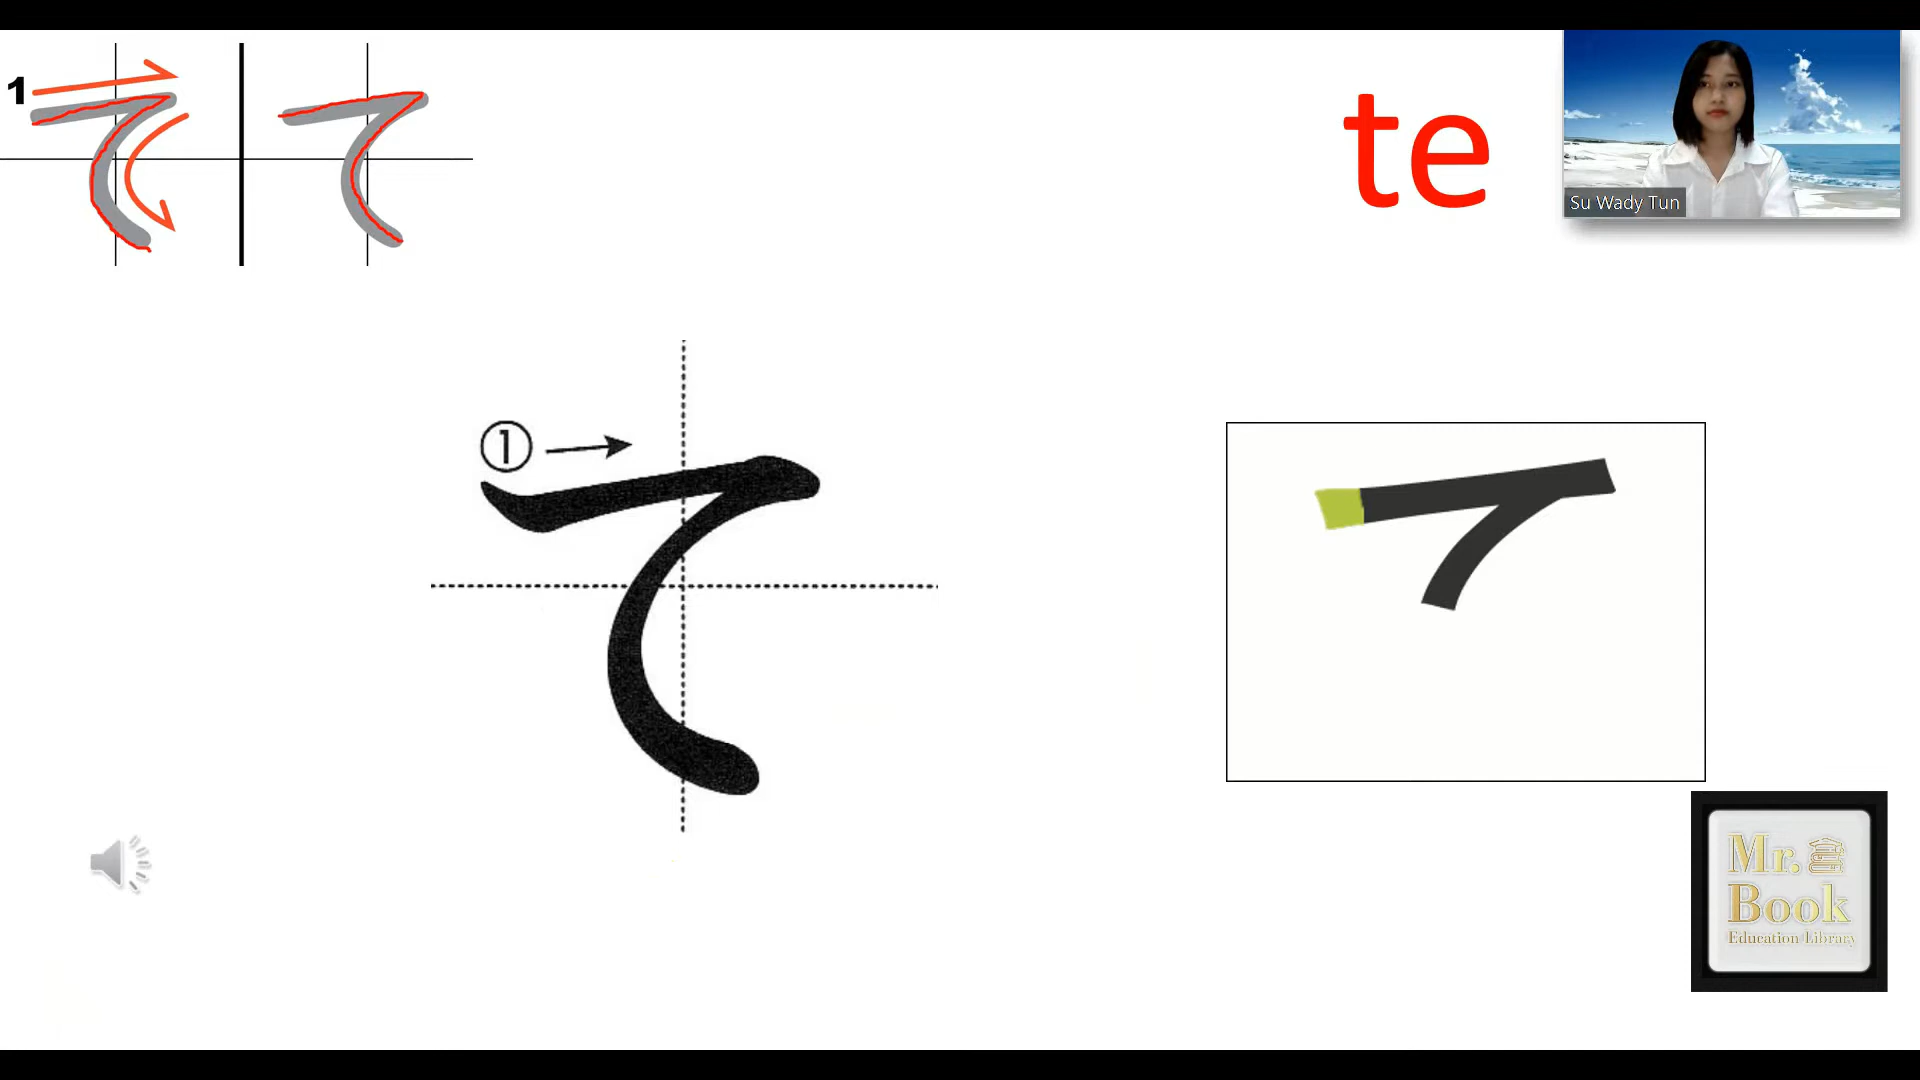 1
te
Su Wady Tun
① →
て
Mr.
Book
Education Library